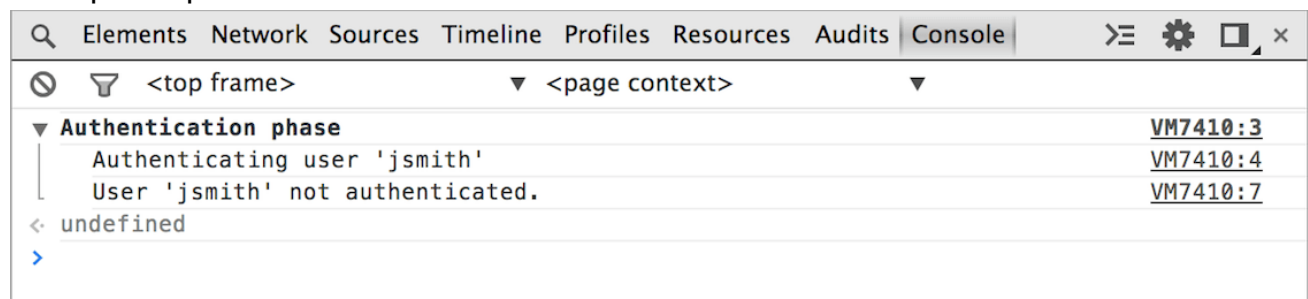 Elements Network Sources Timeline Profiles Resources Audits Console
<top frame> <page context>
Authentication phase VM7410:3
Authenticating user 'jsmith' VM7410:4
User 'jsmith' not authenticated. VM7410:7
undefined